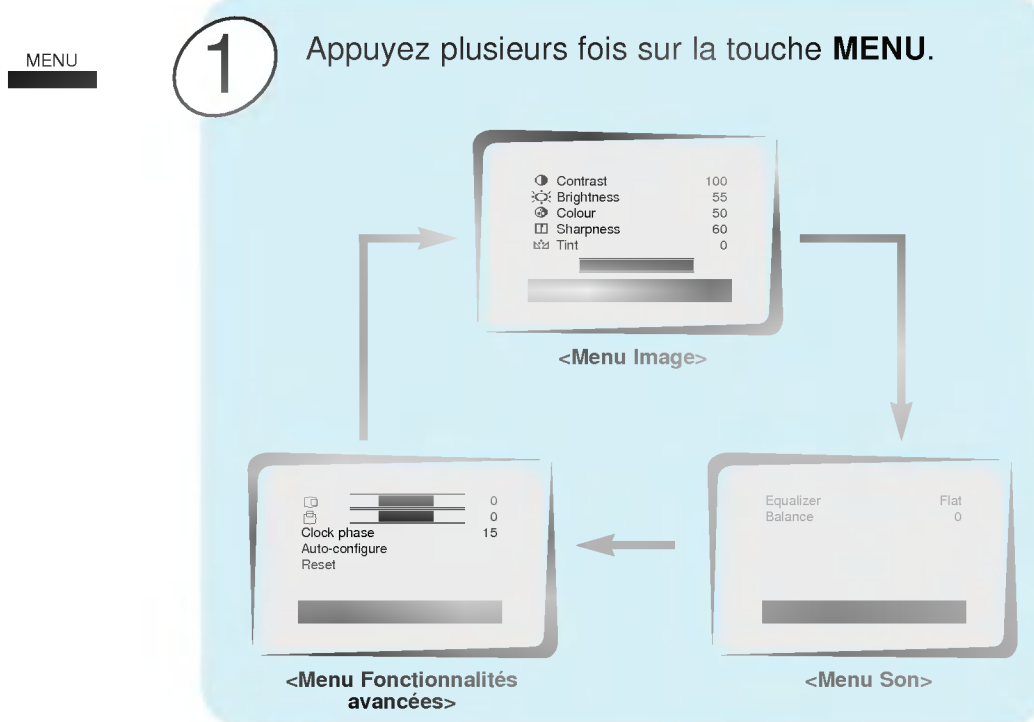 MENU
1
Appuyez plusieurs fois sur la touche MENU.
Contrast 100
Brightness 55
Colour 50
Sharpness 60
Tint 0
<Menu Image>
0
0
Clock phase 15
Auto-configure
Reset
<Menu Fonctionnalités
avancées>
Equalizer Flat
Balance 0
<Menu Son>